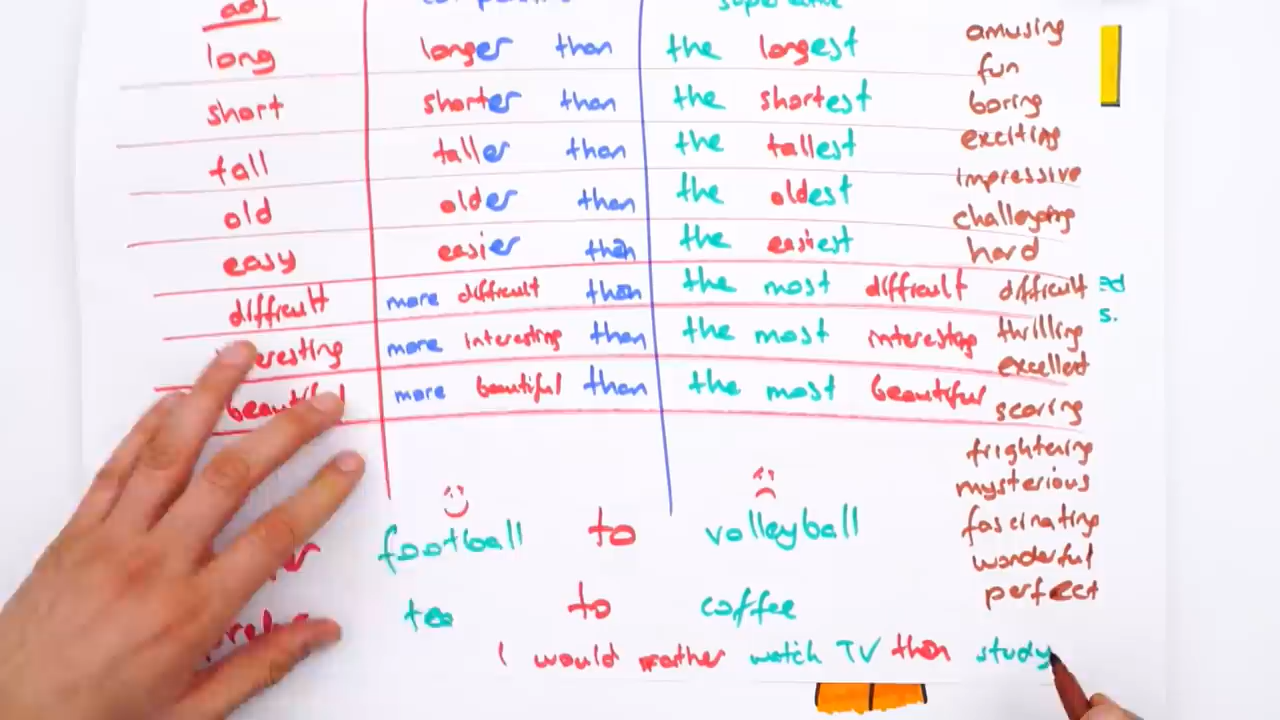 adj comparative superlative
long longer than the longest
short shorter than the shortest
tall taller than the tallest
old older than the oldest
easy easier than the easiest
difficult more difficult than the most difficult
more interesting than the most interesting
more beautiful than the most beautiful
amusing
fun
boring
exciting
impressive
challenging
hard
difficult
thrilling
excellent
scaring
frightening
mysterious
fascinating
wonderful
perfect
football to volleyball
tea to coffee
I would rather watch TV than study